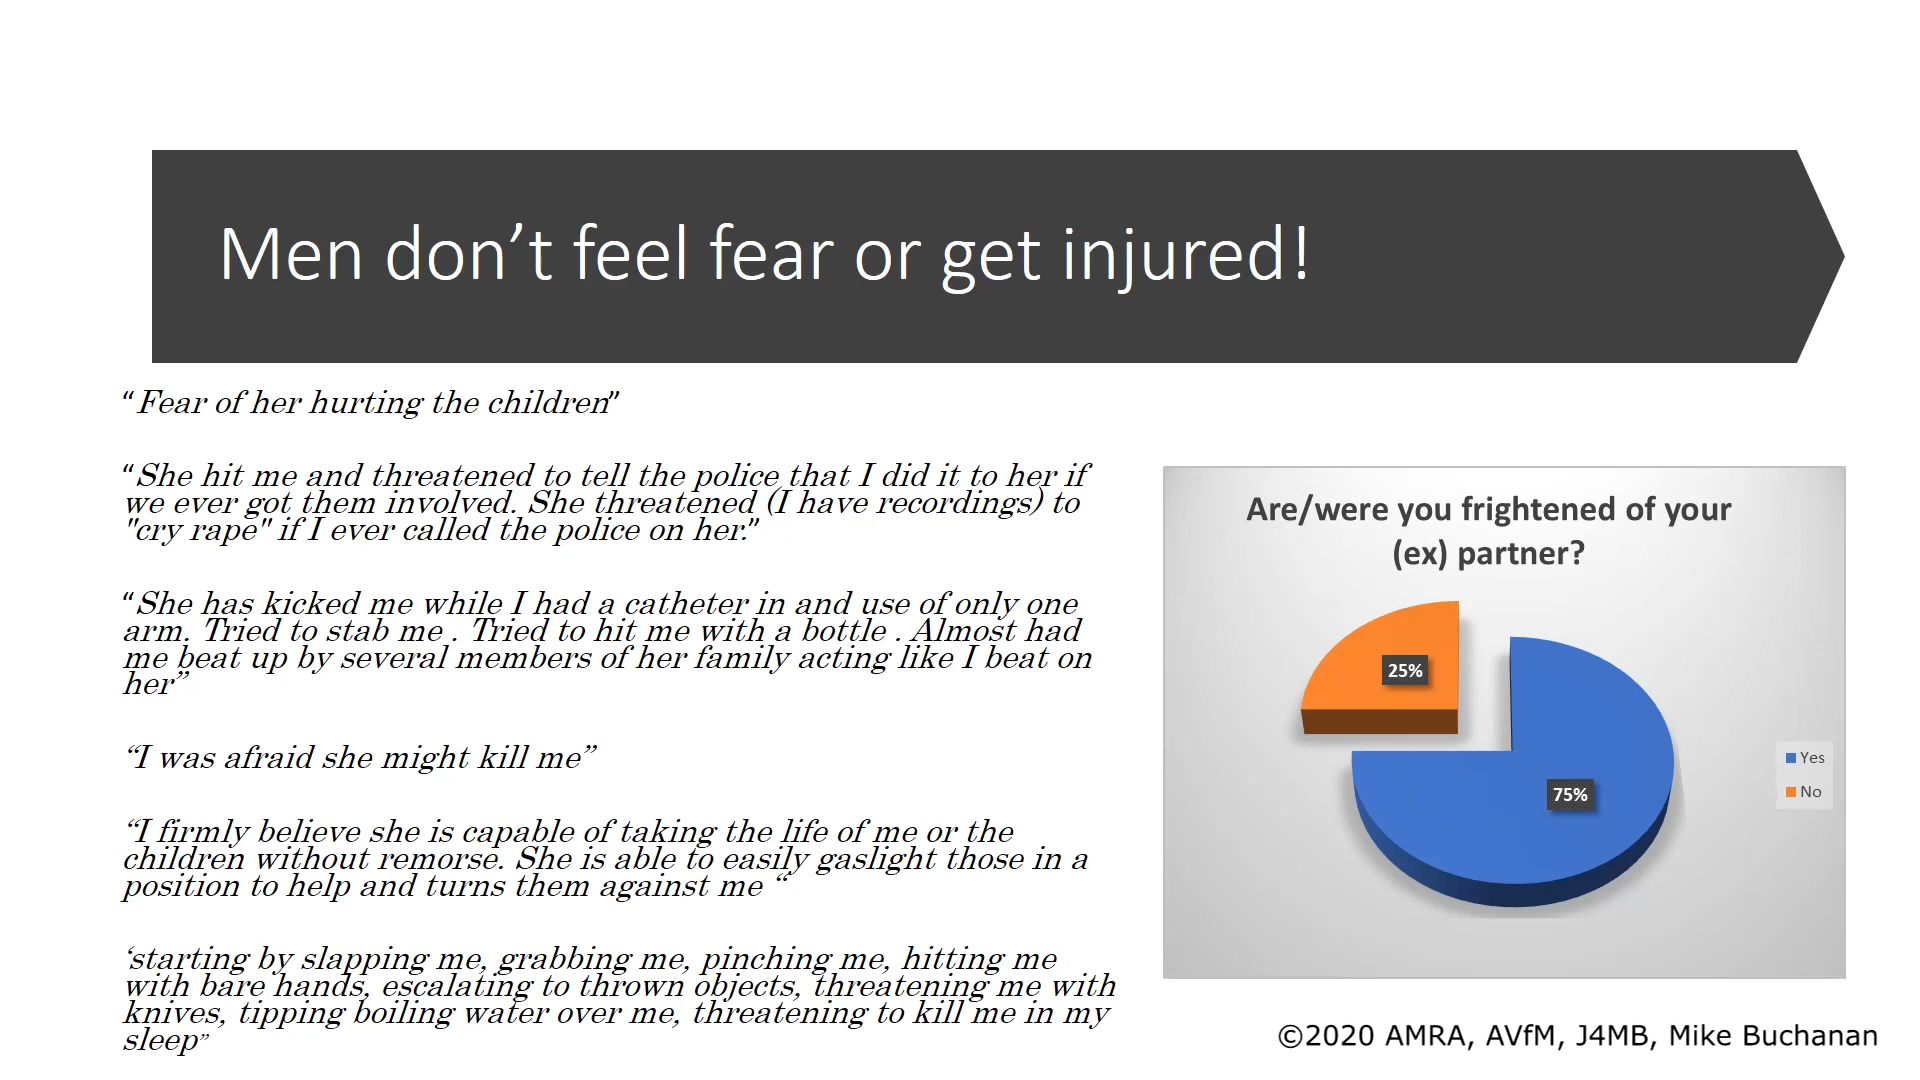 Men don’t feel fear or get injured!
“Fear of her hurting the children”
“She hit me and threatened to tell the police that I did it to her if
we ever got them involved. She threatened (I have recordings) to
"cry rape" if I ever called the police on her.”
“She has kicked me while I had a catheter in and use of only one
arm. Tried to stab me . Tried to hit me with a bottle . Almost had
me beat up by several members of her family acting like I beat on
her”
“I was afraid she might kill me”
“I firmly believe she is capable of taking the life of me or the
children without remorse. She is able to easily gaslight those in a
position to help and turns them against me “
‘starting by slapping me, grabbing me, pinching me, hitting me
with bare hands, escalating to thrown objects, threatening me with
knives, tipping boiling water over me, threatening to kill me in my
sleep”
Are/were you frightened of your
(ex) partner?
25%
75%
Yes
No
©2020 AMRA, AVfM, J4MB, Mike Buchanan